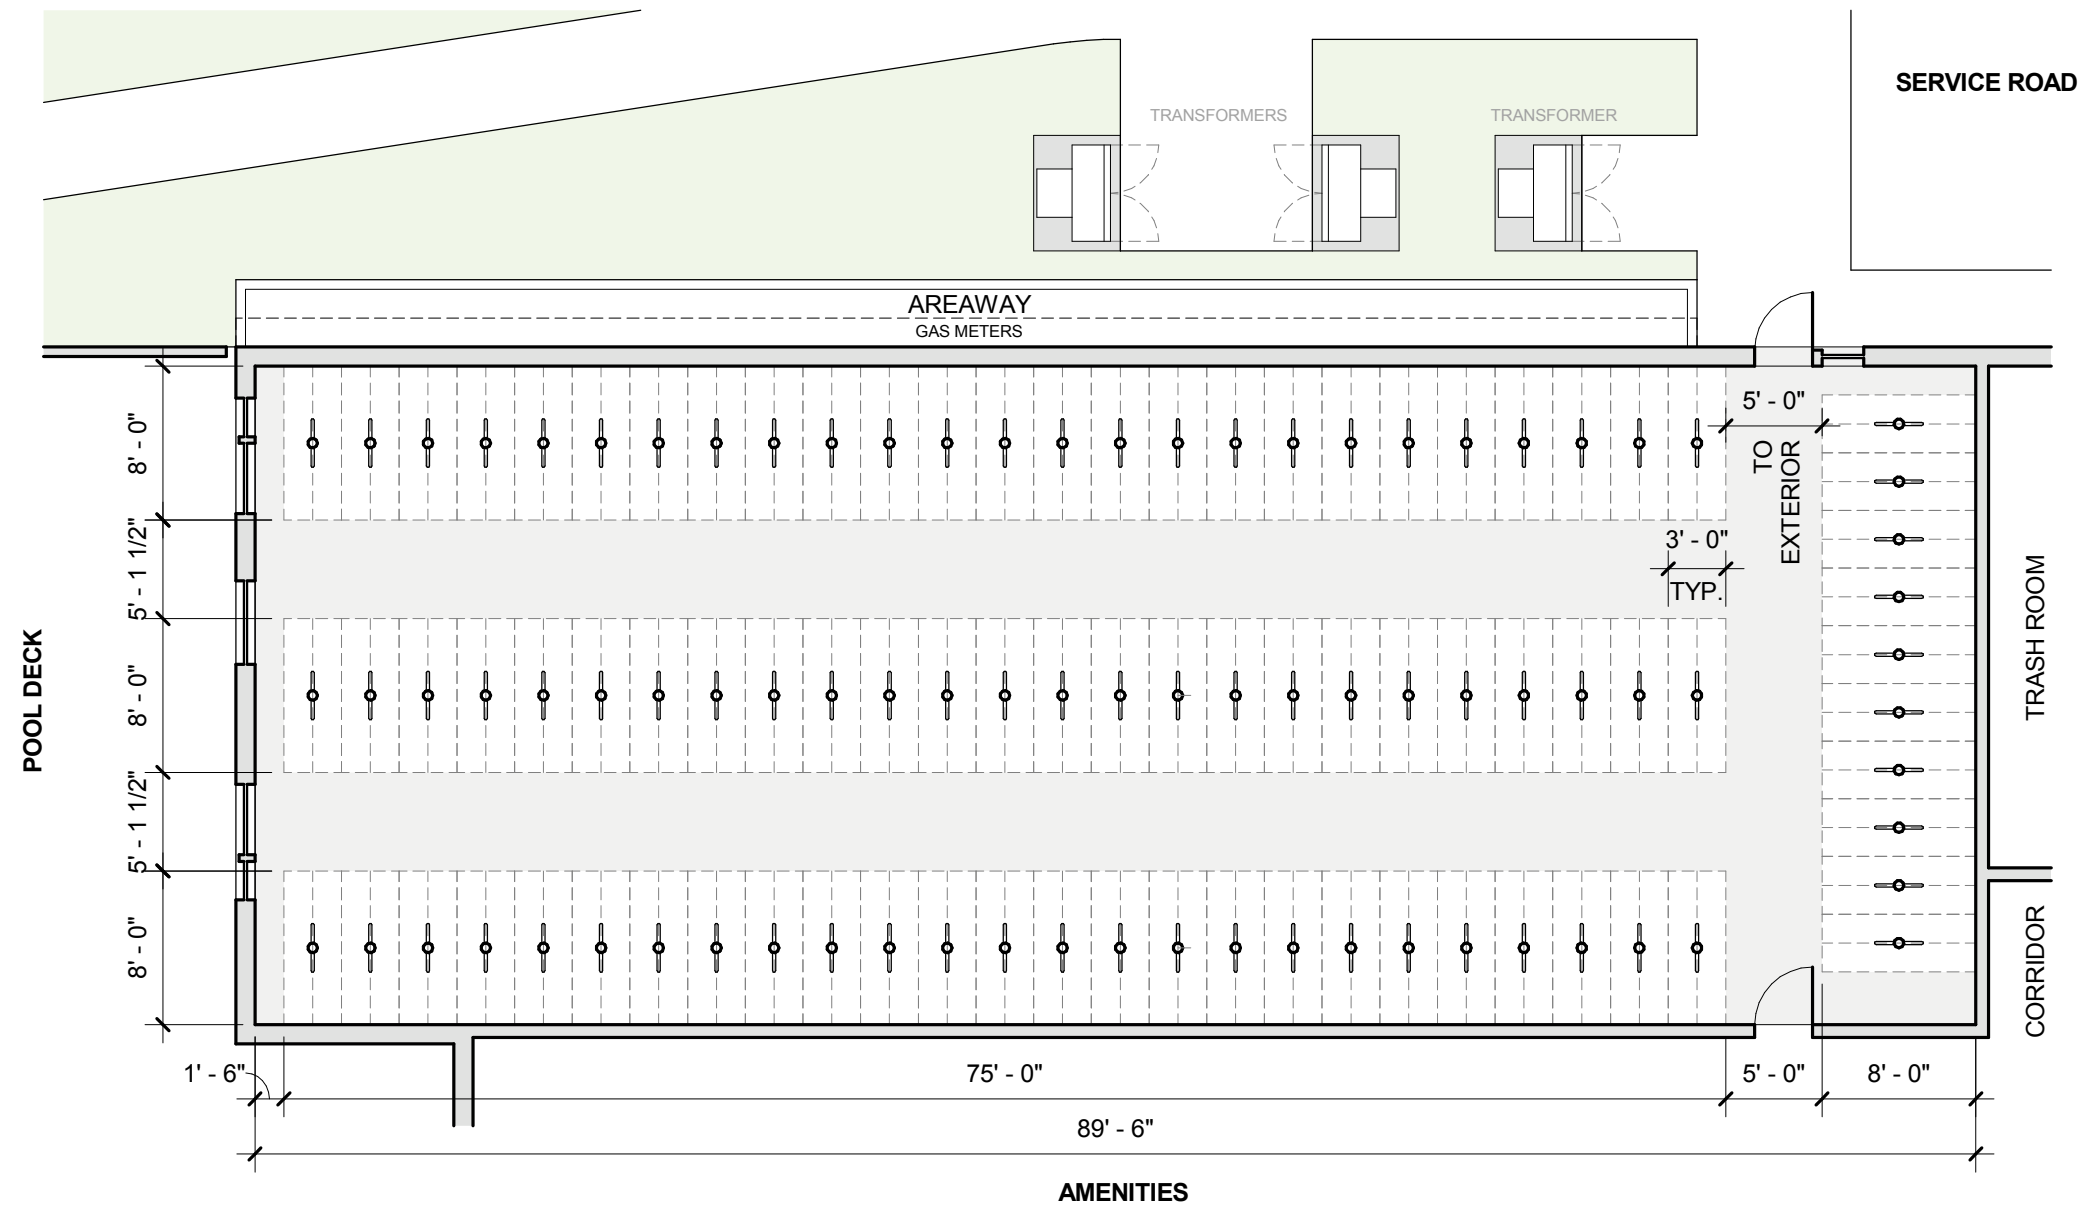 SERVICE ROAD
TRANSFORMERS
TRANSFORMER
AREAWAY
GAS METERS
8' - 0"
5' - 1 1/2"
8' - 0"
5' - 1 1/2"
8' - 0"
POOL DECK
5' - 0"
TO
EXTERIOR
3' - 0"
TYP.
TRASH ROOM
CORRIDOR
1' - 6"
75' - 0"
5' - 0"
8' - 0"
89' - 6"
AMENITIES